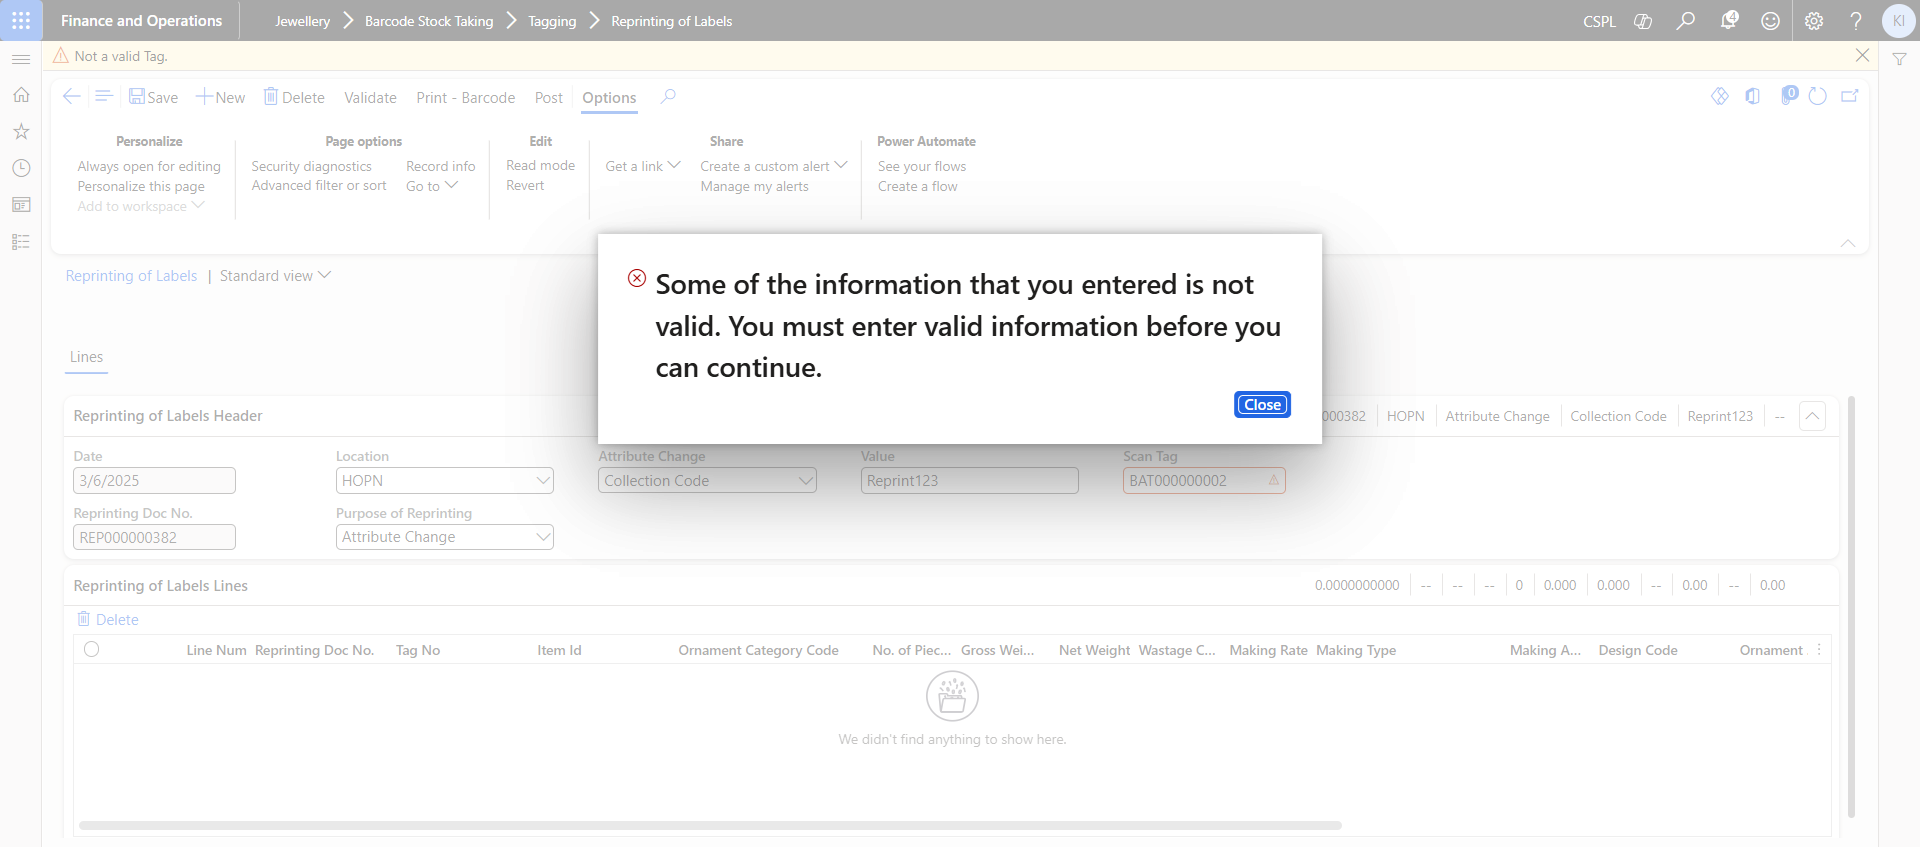 Finance and Operations
Jewellery
Barcode Stock Taking
Tagging
Reprinting of Labels
CSPL
4
KI
Not a valid Tag.
Save
New
Delete
Validate
Print - Barcode
Post
Options
0
Personalize
Always open for editing
Personalize this page
Add to workspace
Page options
Security diagnostics
Record info
Advanced filter or sort
Go to
Edit
Read mode
Revert
Share
Get a link
Create a custom alert
Manage my alerts
Power Automate
See your flows
Create a flow
Reprinting of Labels | Standard view
Some of the information that you entered is not
valid. You must enter valid information before you
can continue.
Close
Lines
Reprinting of Labels Header
000382
HOPN
Attribute Change
Collection Code
Reprint123
--
Date
Location
Attribute Change
Value
Scan Tag
3/6/2025
HOPN
Collection Code
Reprint123
BAT000000002
Reprinting Doc No.
Purpose of Reprinting
REP000000382
Attribute Change
Reprinting of Labels Lines
0.0000000000
--
--
--
0
0.000
0.000
--
0.00
--
0.00
Delete
Line Num
Reprinting Doc No.
Tag No
Item Id
Ornament Category Code
No. of Piec...
Gross Wei...
Net Weight
Wastage C...
Making Rate
Making Type
Making A...
Design Code
Ornament
We didn't find anything to show here.